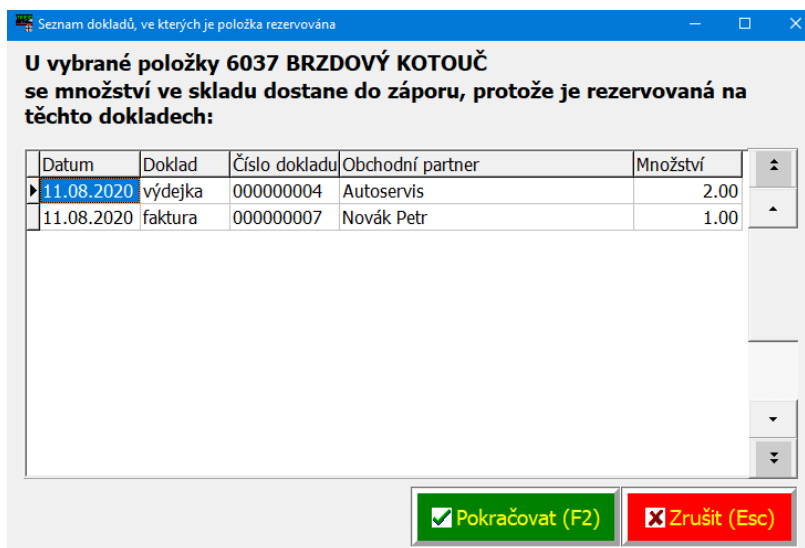 Seznam dokladů, ve kterých je položka rezervována
U vybrané položky 6037 BRZDOVÝ KOTOUČ
se množství ve skladu dostane do záporu, protože je rezervovaná na
těchto dokladech:
Datum Doklad Číslo dokladu Obchodní partner Množství
11.08.2020 výdejka 000000004 Autoservis 2.00
11.08.2020 faktura 000000007 Novák Petr 1.00
Pokračovat (F2) Zrušit (Esc)